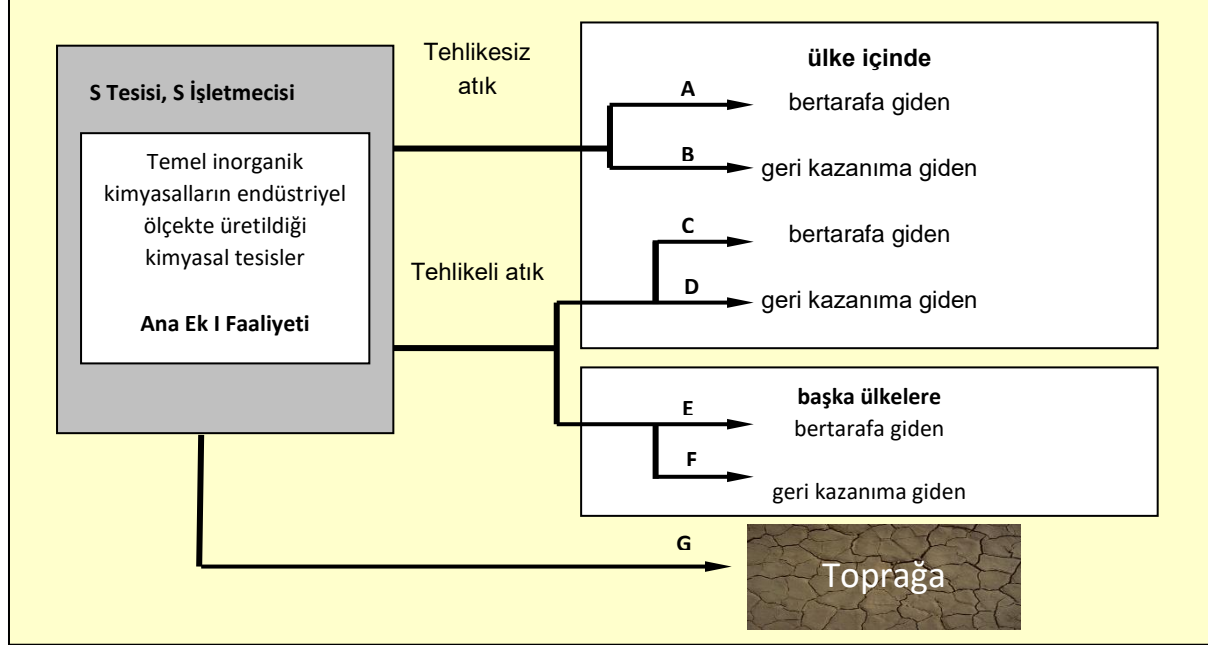 S Tesisi, S İşletmecisi
Temel inorganik
kimyasalların endüstriyel
ölçekte üretildiği
kimyasal tesisler
Ana Ek I Faaliyeti
Tehlikesiz
atık
Tehlikeli atık
ülke içinde
A
bertarafa giden
B
geri kazanıma giden
C
bertarafa giden
D
geri kazanıma giden
başka ülkelere
E
bertarafa giden
F
geri kazanıma giden
G
Toprağa